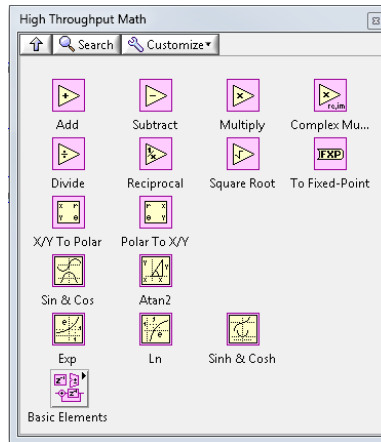 High Throughput Math
Search Customize
Add Subtract Multiply Complex Mu...
Divide Reciprocal Square Root To Fixed-Point
X/Y To Polar Polar To X/Y
Sin & Cos Atan2
Exp Ln Sinh & Cosh
Basic Elements